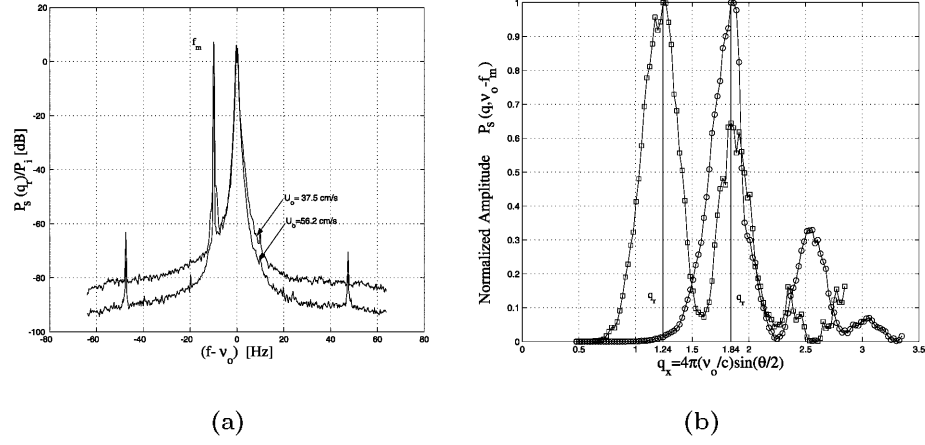 20
0
-20
-40
-60
-80
-100
-80 -60 -40 -20 0 20 40 60 80
P_s(q_r)/P_i [dB]
(f-ν_o) [Hz]
f_m
U_o= 37.5 cm/s
U_o=56.2 cm/s
(a)
1
0.9
0.8
0.7
0.6
0.5
0.4
0.3
0.2
0.1
0
0 0.5 1 1.24 1.5 1.84 2 2.5 3 3.5
Normalized Amplitude P_s(q,ν_o-f_m)
q_r q_r
q_x=4π(ν_o/c)sin(θ/2)
(b)